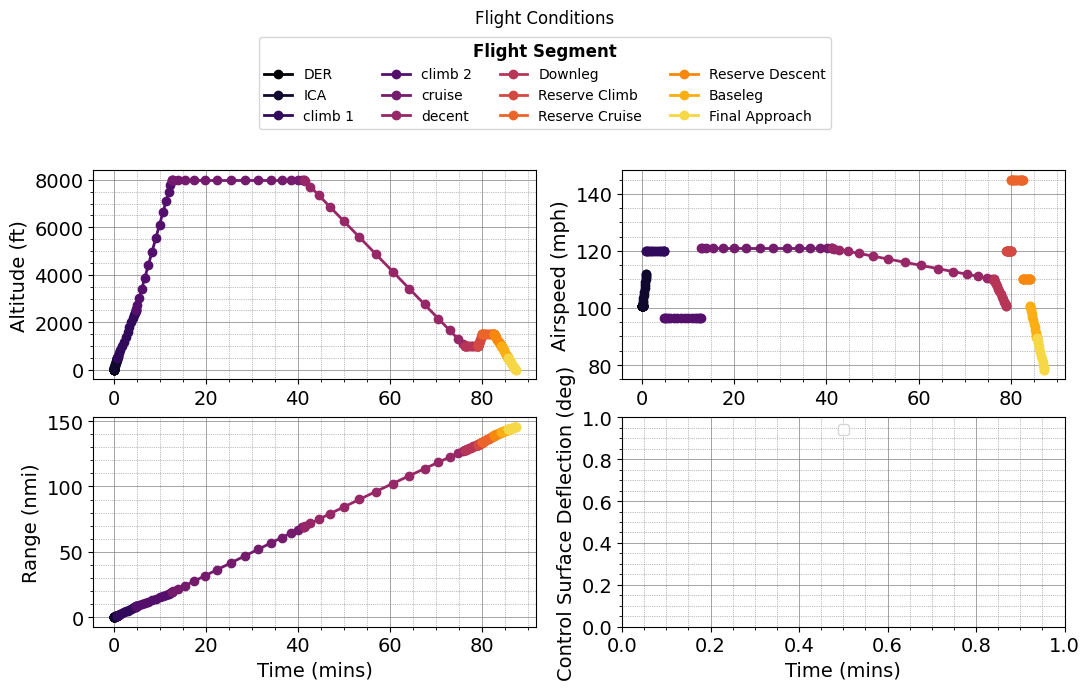 Flight Conditions
Flight Segment
DER
ICA
climb 1
climb 2
cruise
decent
Downleg
Reserve Climb
Reserve Cruise
Reserve Descent
Baseleg
Final Approach
Altitude (ft)
8000
6000
4000
2000
0
0 20 40 60 80
Airspeed (mph)
140
120
100
80
0 20 40 60 80
Range (nmi)
150
100
50
0
0 20 40 60 80
Time (mins)
Control Surface Deflection (deg)
1.0
0.8
0.6
0.4
0.2
0.0
0.0 0.2 0.4 0.6 0.8 1.0
Time (mins)